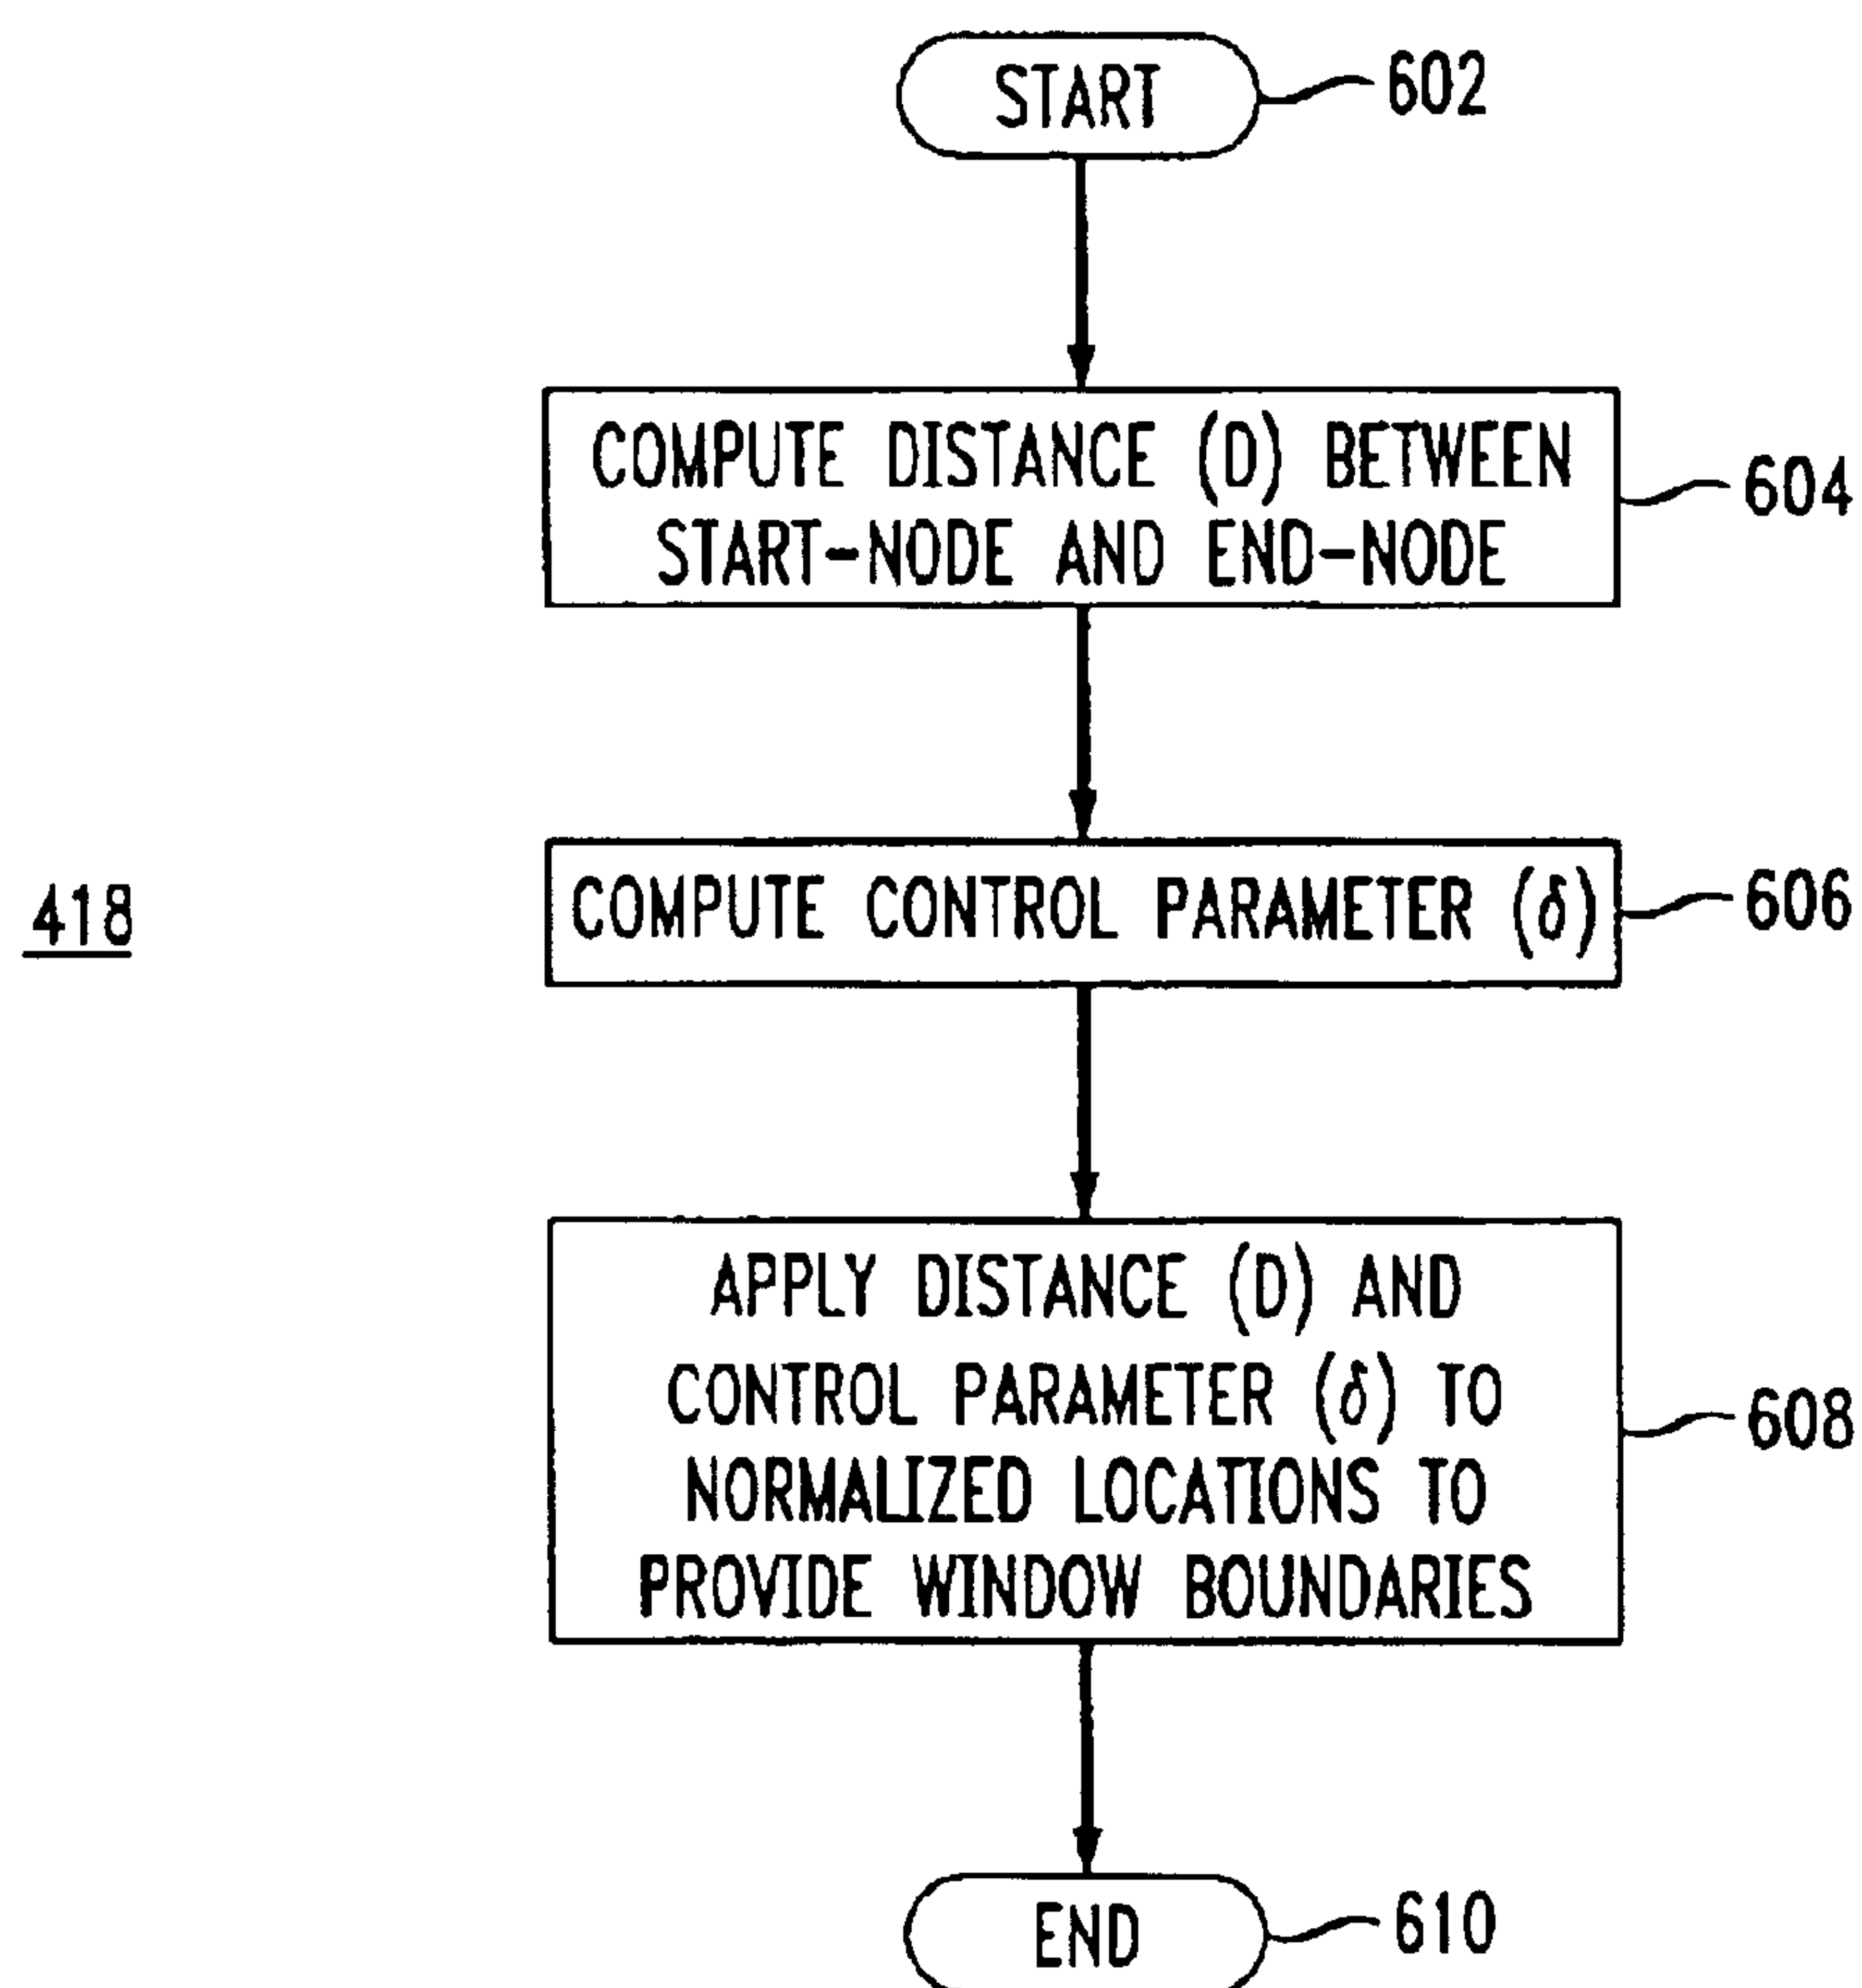 START
602
COMPUTE DISTANCE (D) BETWEEN
START-NODE AND END-NODE
604
418
COMPUTE CONTROL PARAMETER (δ)
606
APPLY DISTANCE (D) AND
CONTROL PARAMETER (δ) TO
NORMALIZED LOCATIONS TO
PROVIDE WINDOW BOUNDARIES
608
END
610